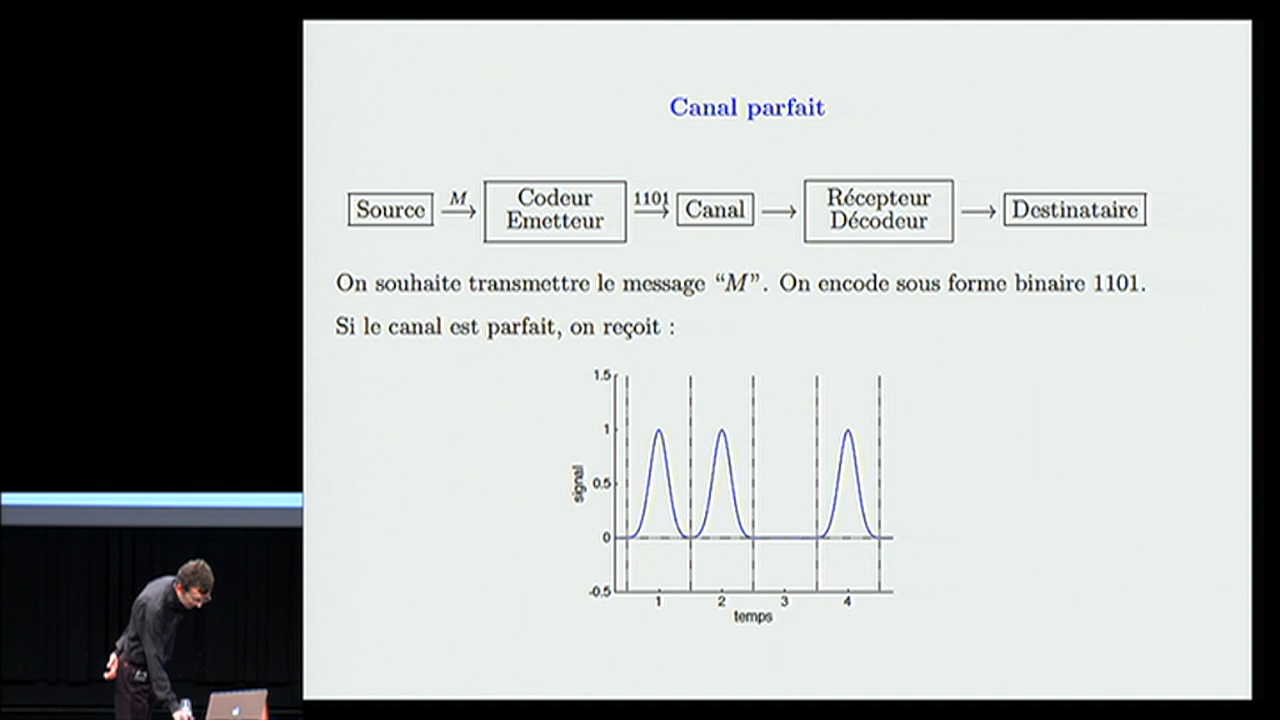 Canal parfait
Source M Codeur Emetteur 1101 Canal Récepteur Décodeur Destinataire
On souhaite transmettre le message “M”. On encode sous forme binaire 1101.
Si le canal est parfait, on reçoit :
1.5
1
0.5
0
-0.5
signal
1 2 3 4
temps